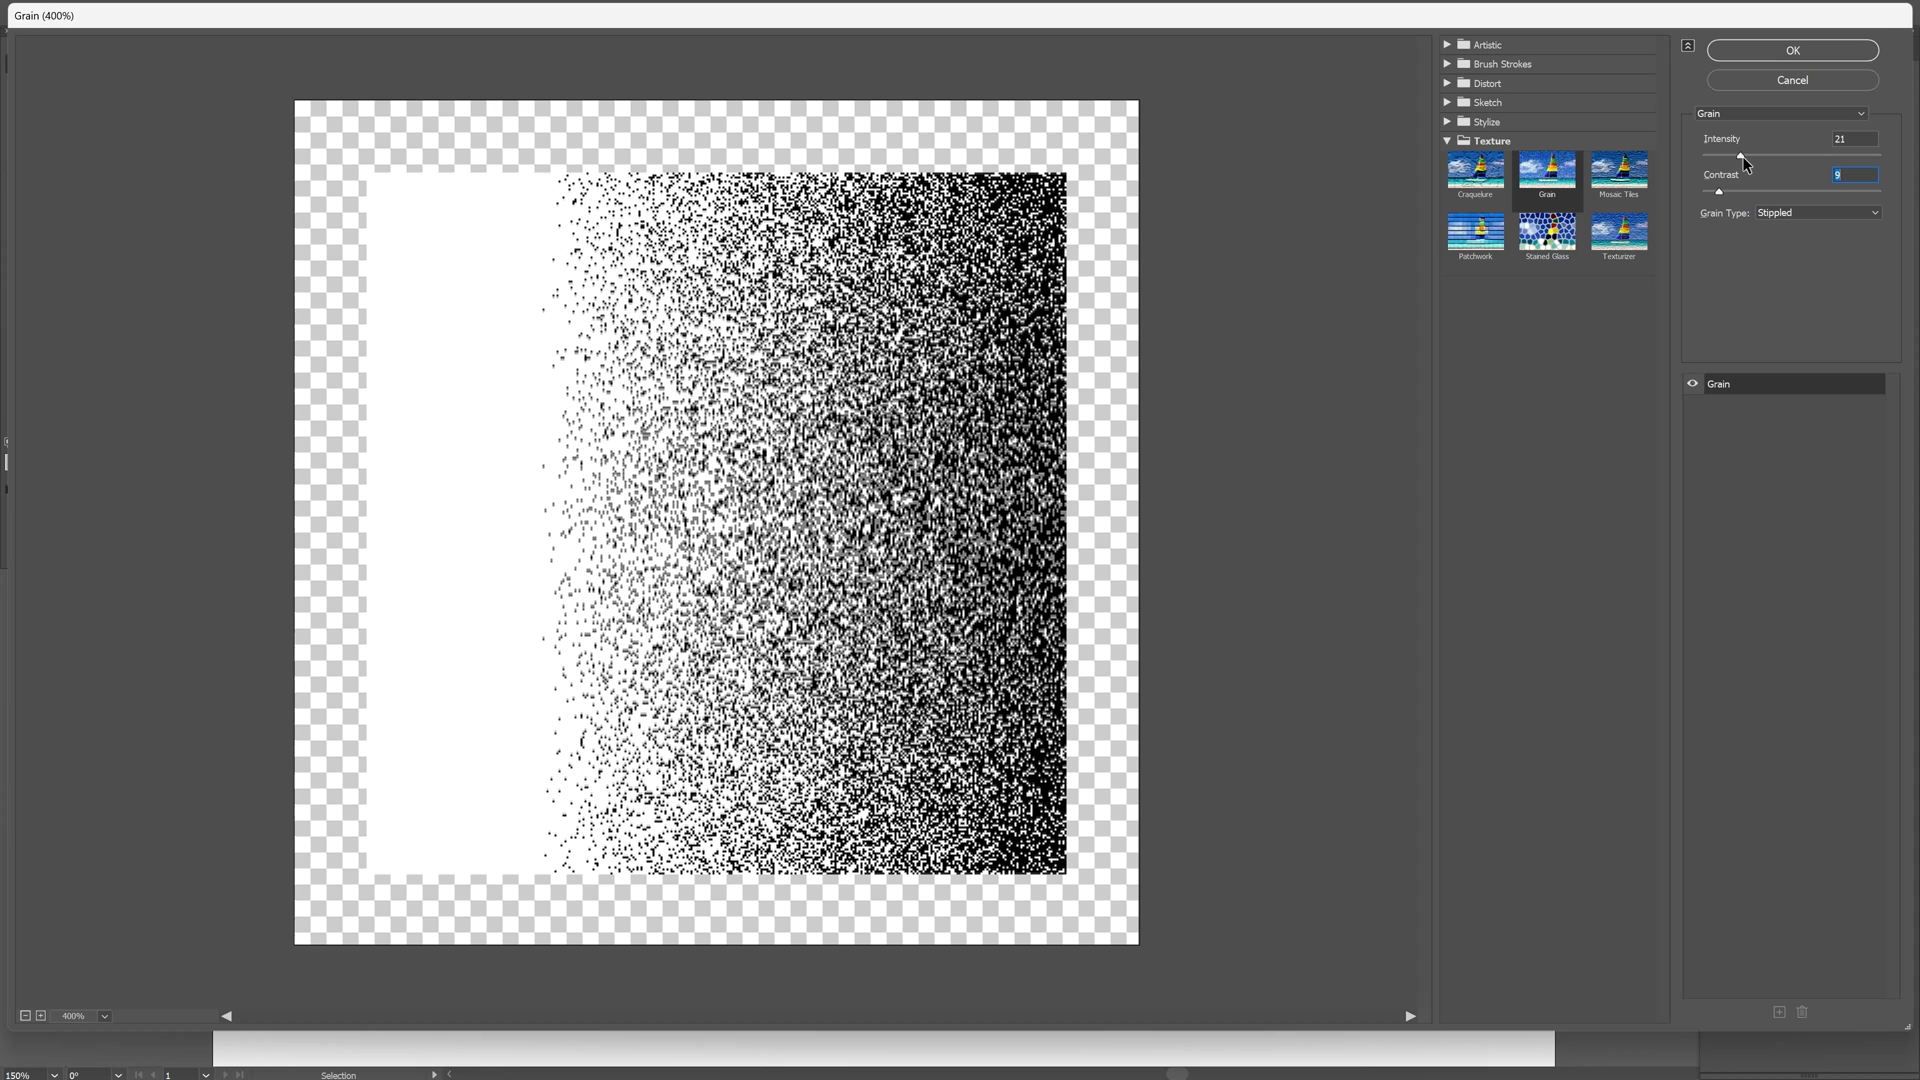 Grain (400%)
Artistic
Brush Strokes
Distort
Sketch
Stylize
Texture
Craquelure
Grain
Mosaic Tiles
Patchwork
Stained Glass
Texturizer
OK
Cancel
Grain
Intensity
21
Contrast
9
Grain Type:
Stippled
Grain
400%
150%
0°
1
Selection